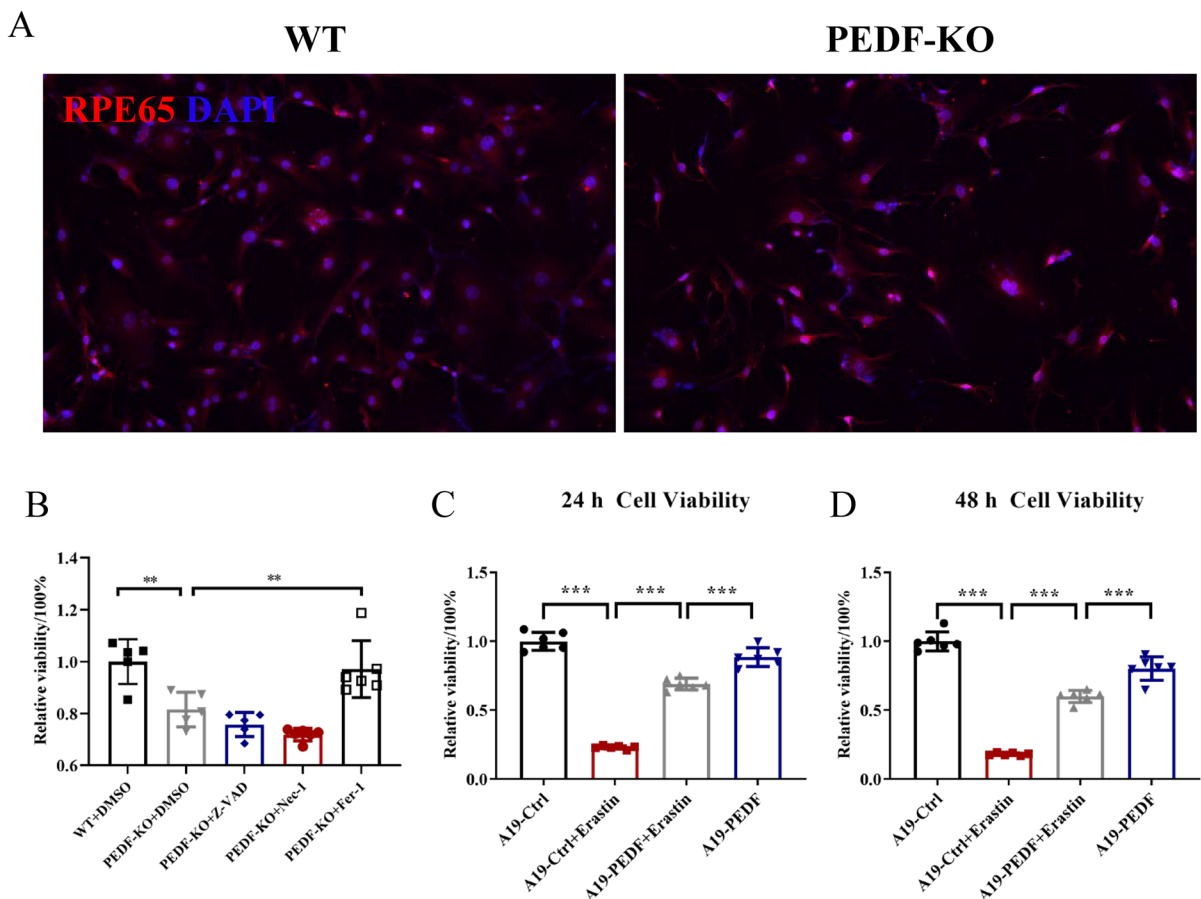 A
WT
PEDF-KO
RPE65 DAPI
B
C
24 h Cell Viability
D
48 h Cell Viability
Relative viability/100%
1.4
1.2
1.0
0.8
0.6
**
**
WT+DMSO
PEDF-KO+DMSO
PEDF-KO+Z-VAD
PEDF-KO+Nec-1
PEDF-KO+Fer-1
Relative viability/100%
1.5
1.0
0.5
0.0
***
***
***
A19-Ctrl
A19-Ctrl+Erastin
A19-PEDF+Erastin
A19-PEDF
Relative viability/100%
1.5
1.0
0.5
0.0
***
***
***
A19-Ctrl
A19-Ctrl+Erastin
A19-PEDF+Erastin
A19-PEDF